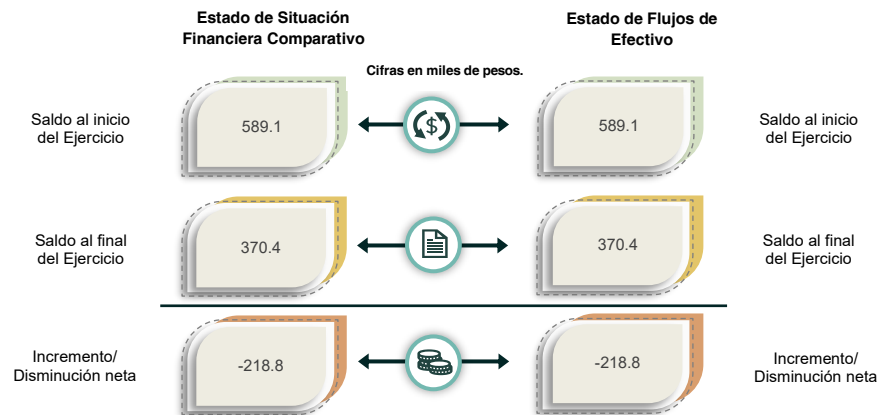 Estado de Situación
Financiera Comparativo
Estado de Flujos de
Efectivo
Cifras en miles de pesos.
Saldo al inicio
del Ejercicio
589.1
$
589.1
Saldo al inicio
del Ejercicio
Saldo al final
del Ejercicio
370.4
370.4
Saldo al final
del Ejercicio
Incremento/
Disminución neta
-218.8
-218.8
Incremento/
Disminución neta